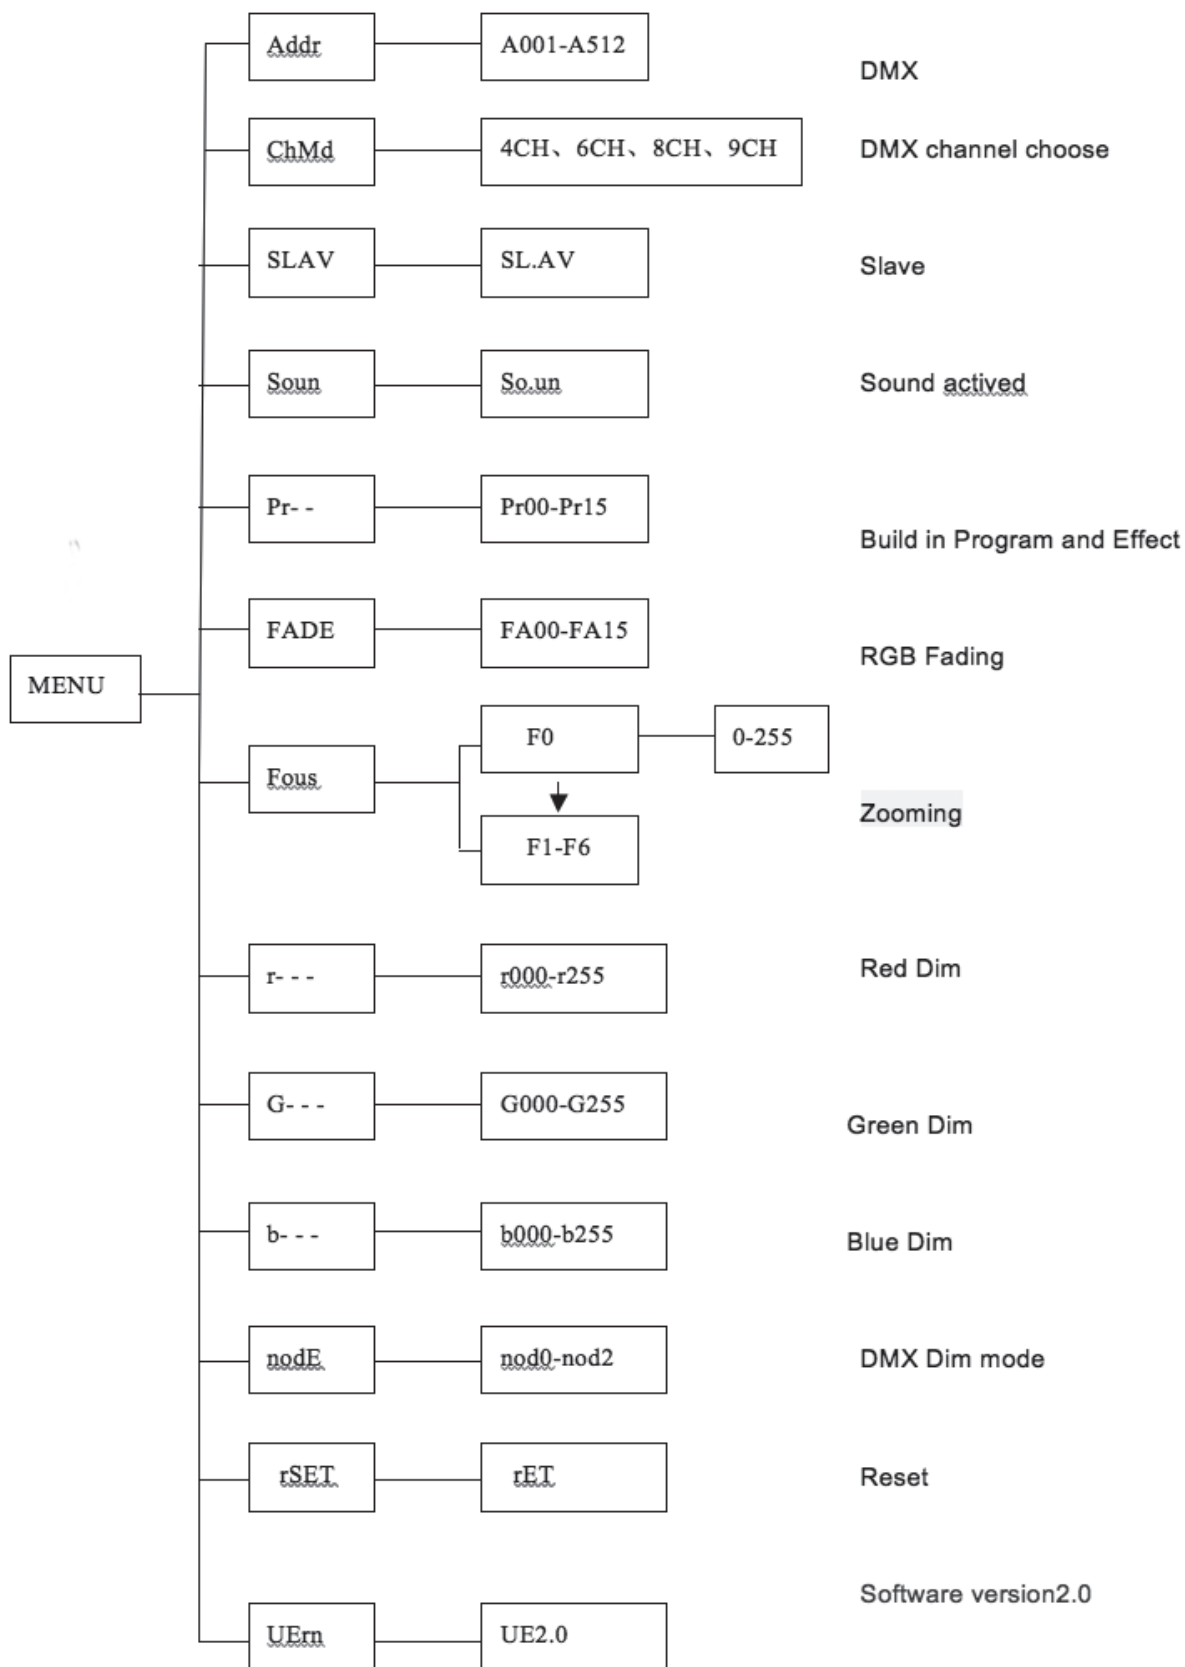 Addr A001-A512 DMX
ChMd 4CH、6CH、8CH、9CH DMX channel choose
SLAV SL.AV Slave
Soun So.un Sound actived
Pr- - Pr00-Pr15 Build in Program and Effect
FADE FA00-FA15 RGB Fading
MENU
F0 0-255
Fous Zooming
F1-F6
r- - - r000-r255 Red Dim
G- - - G000-G255 Green Dim
b- - - b000-b255 Blue Dim
nodE nod0-nod2 DMX Dim mode
rSET rET Reset
UErn UE2.0 Software version2.0